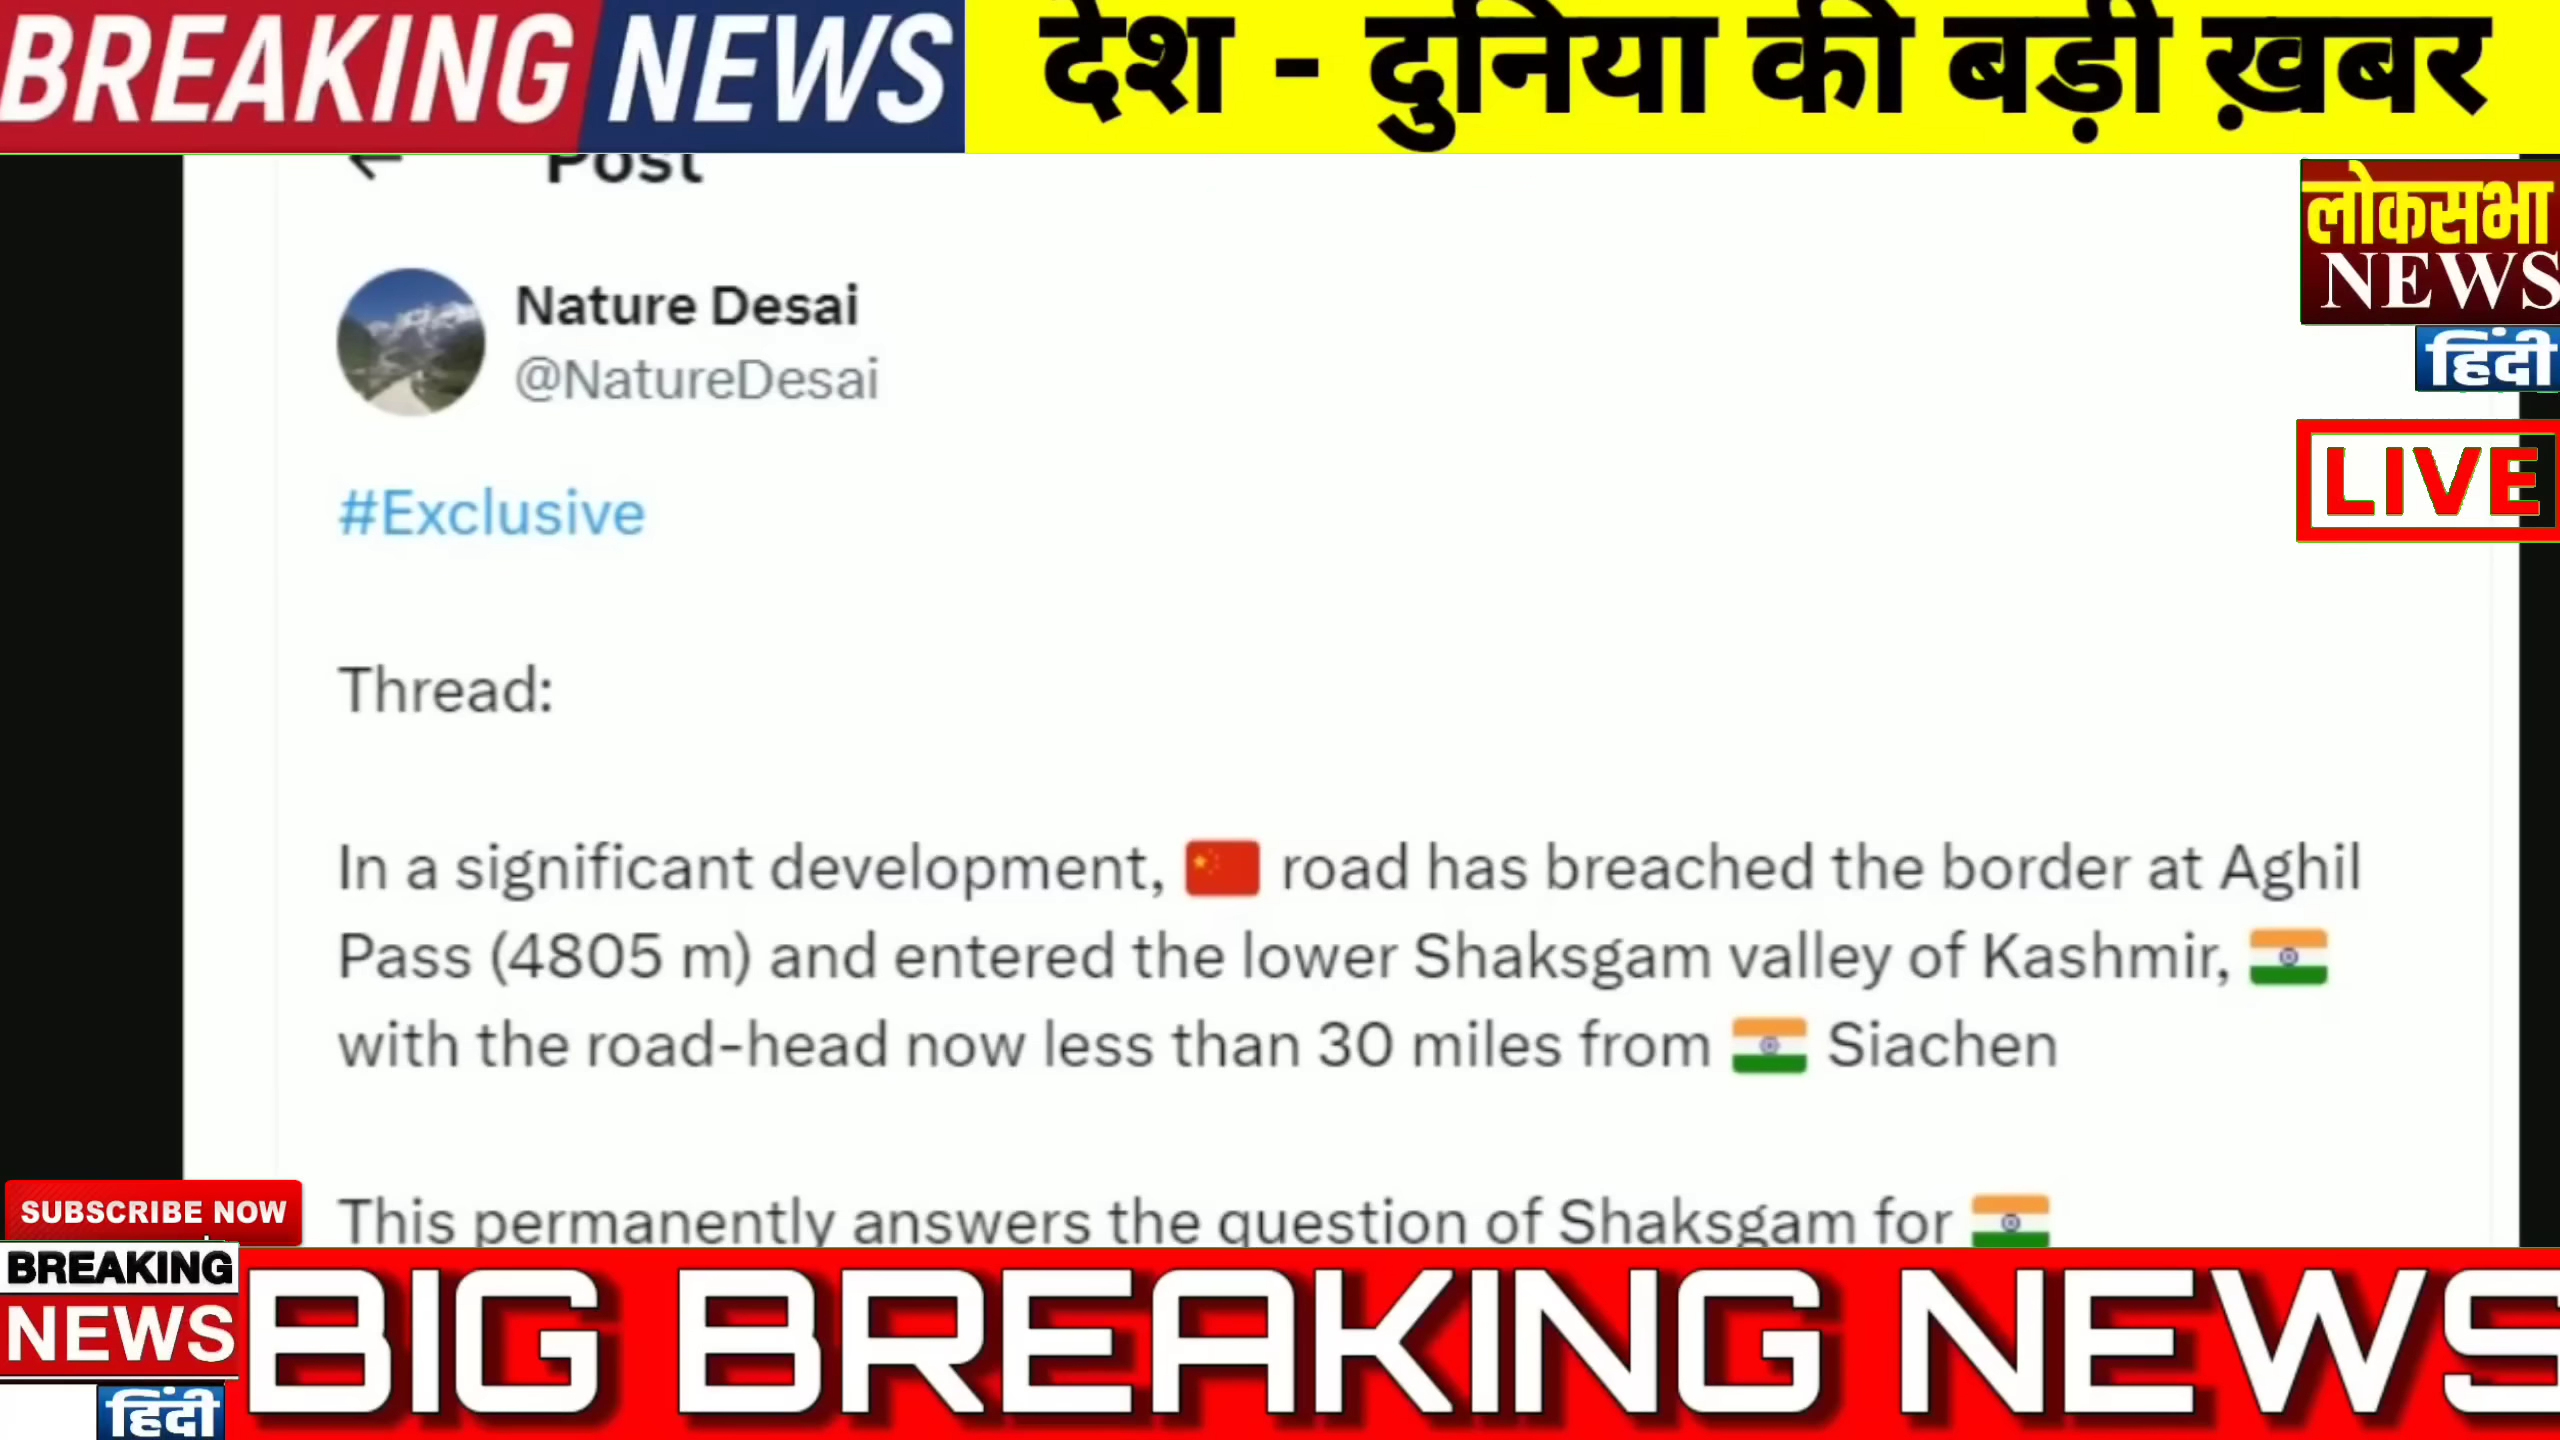 BREAKING NEWS
देश - दुनिया की बड़ी ख़बर
Post
लोकसभा
NEWS
हिंदी
LIVE
Nature Desai
@NatureDesai
#Exclusive
Thread:
In a significant development, 🇨🇳 road has breached the border at Aghil
Pass (4805 m) and entered the lower Shaksgam valley of Kashmir, 🇮🇳
with the road-head now less than 30 miles from 🇮🇳 Siachen
This permanently answers the question of Shaksgam for 🇮🇳
SUBSCRIBE NOW
BREAKING
NEWS
हिंदी
BIG BREAKING NEWS